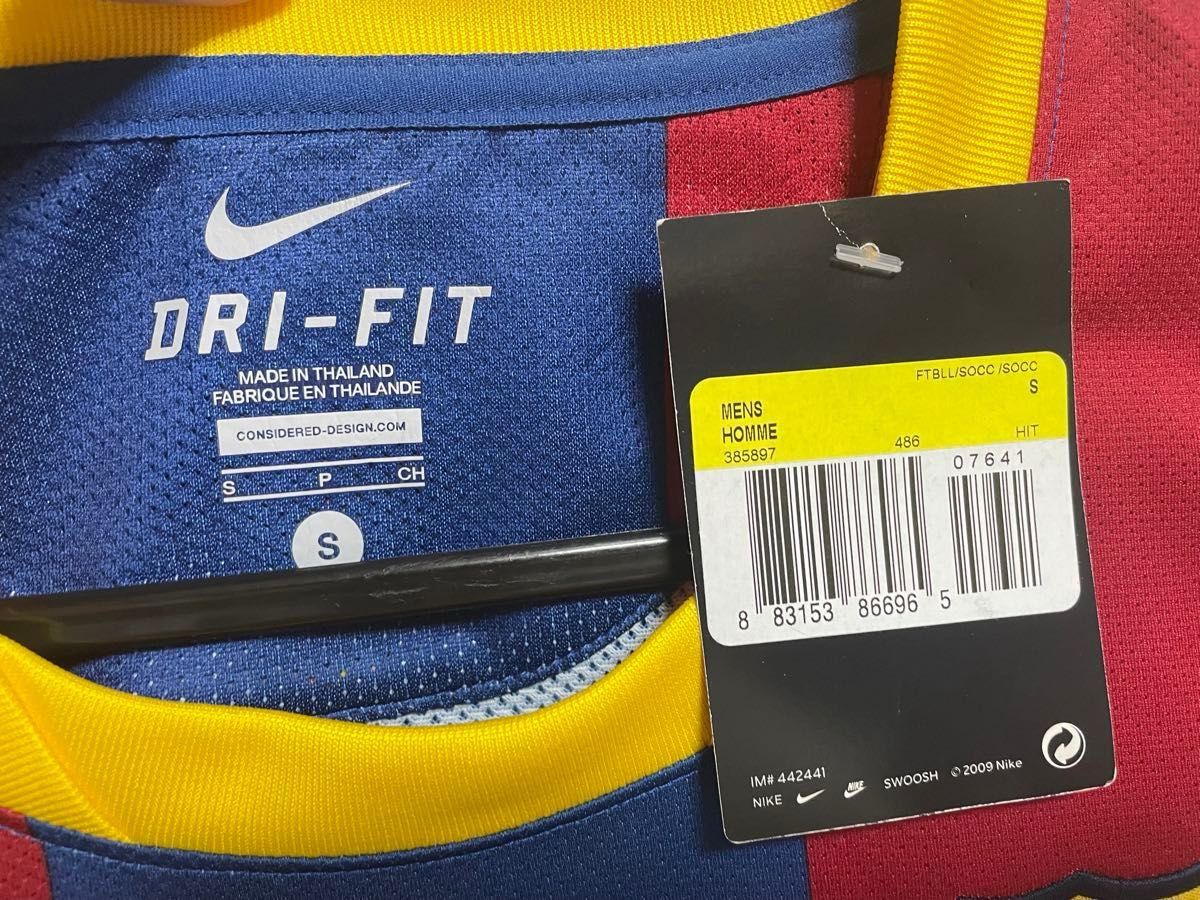 DRI-FIT
MADE IN THAILAND
FABRIQUE EN THAILANDE
CONSIDERED-DESIGN.COM
S P CH
S
FTBLL/SOCC /SOCC
S
MENS
HOMME
385897 486 HIT
07641
8 83153 86696 5
IM# 442441
NIKE NIKE SWOOSH © 2009 Nike